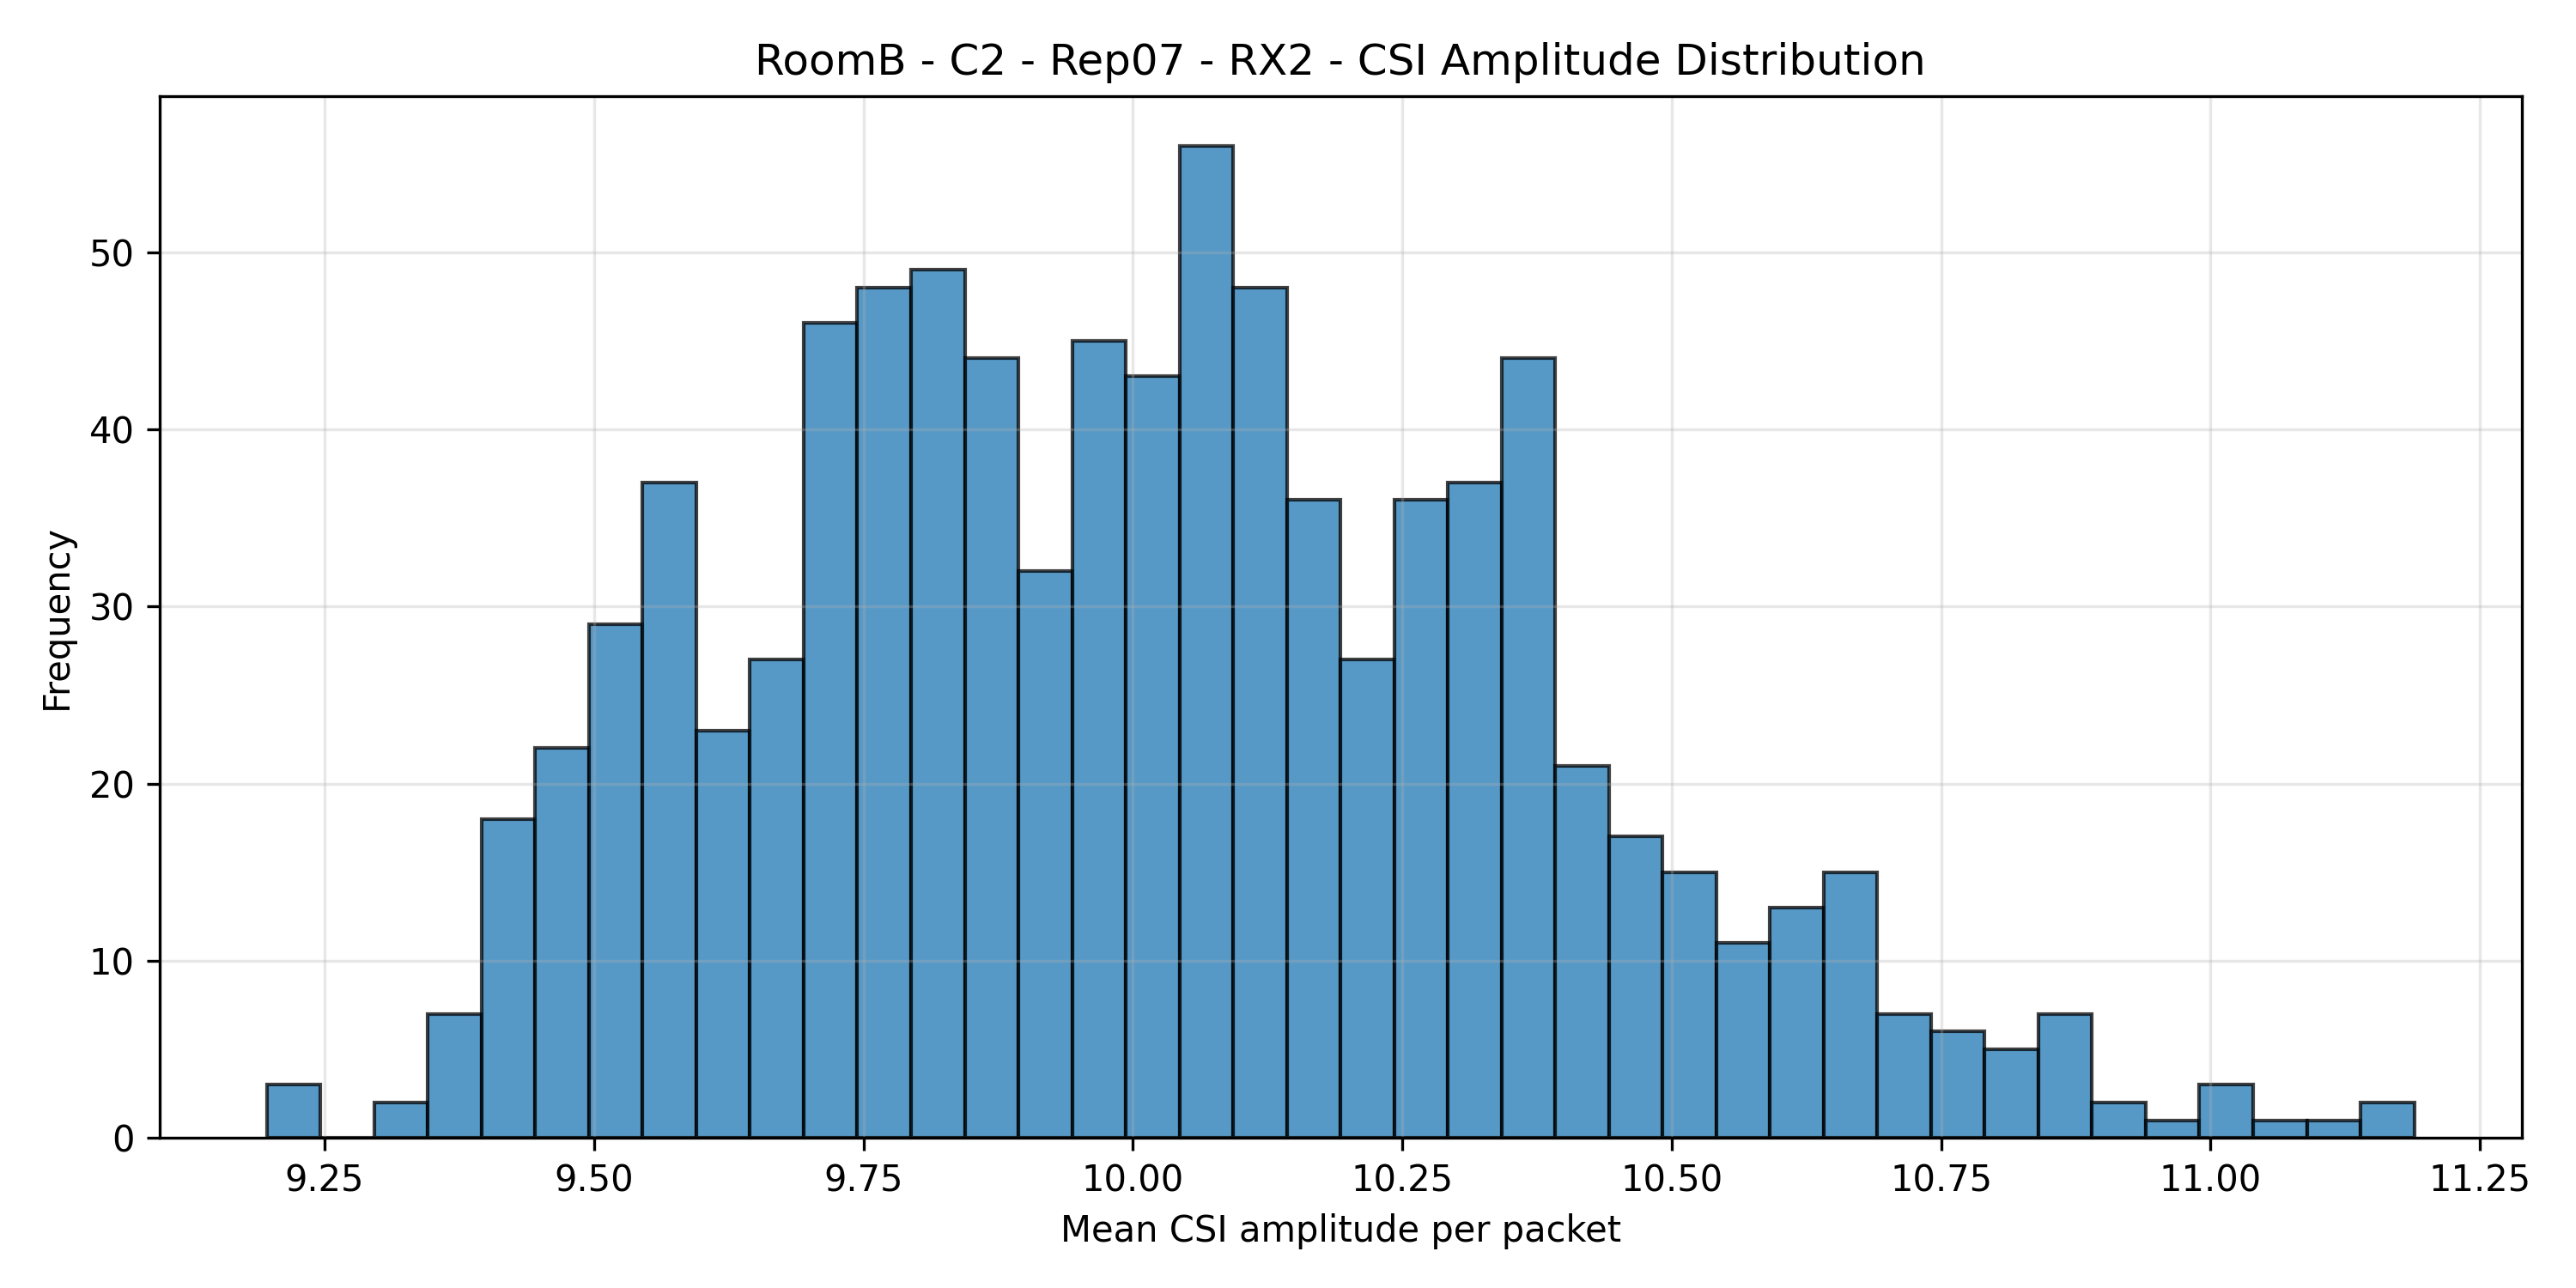 RoomB - C2 - Rep07 - RX2 - CSI Amplitude Distribution
Frequency
50
40
30
20
10
0
9.25 9.50 9.75 10.00 10.25 10.50 10.75 11.00 11.25
Mean CSI amplitude per packet